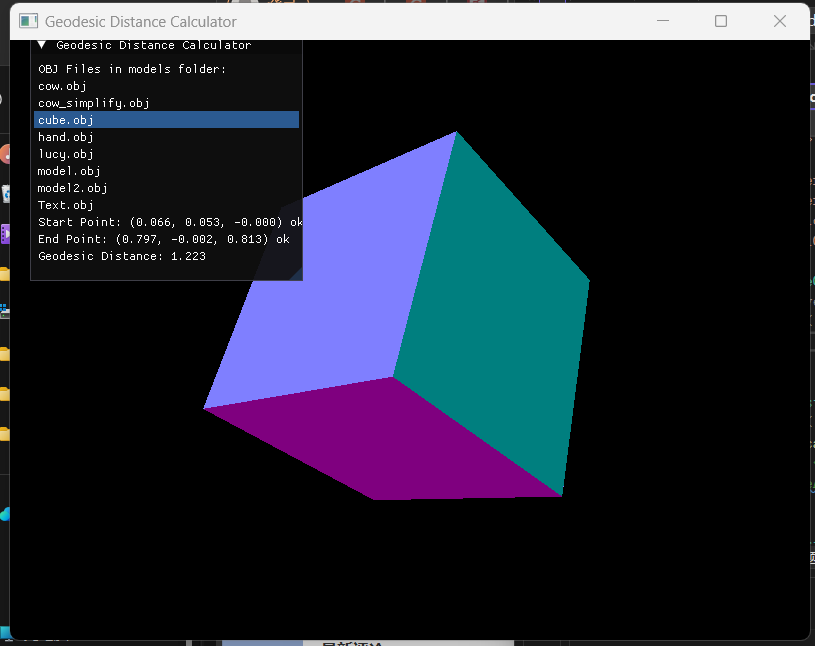 Geodesic Distance Calculator
▼ Geodesic Distance Calculator
OBJ Files in models folder:
cow.obj
cow_simplify.obj
cube.obj
hand.obj
lucy.obj
model.obj
model2.obj
Text.obj
Start Point: (0.066, 0.053, -0.000) ok
End Point: (0.797, -0.002, 0.813) ok
Geodesic Distance: 1.223